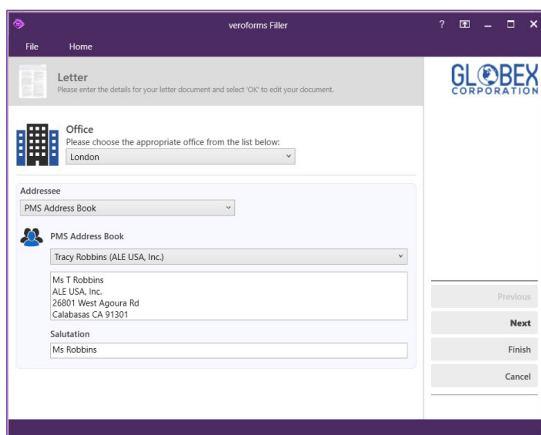 veroforms Filler
?
File Home
Letter
Please enter the details for your letter document and select 'OK' to edit your document.
GLOBEX
CORPORATION
Office
Please choose the appropriate office from the list below:
London
Addressee
PMS Address Book
PMS Address Book
Tracy Robbins (ALE USA, Inc.)
Ms T Robbins
ALE USA, Inc.
26801 West Agoura Rd
Calabasas CA 91301
Salutation
Ms Robbins
Previous
Next
Finish
Cancel